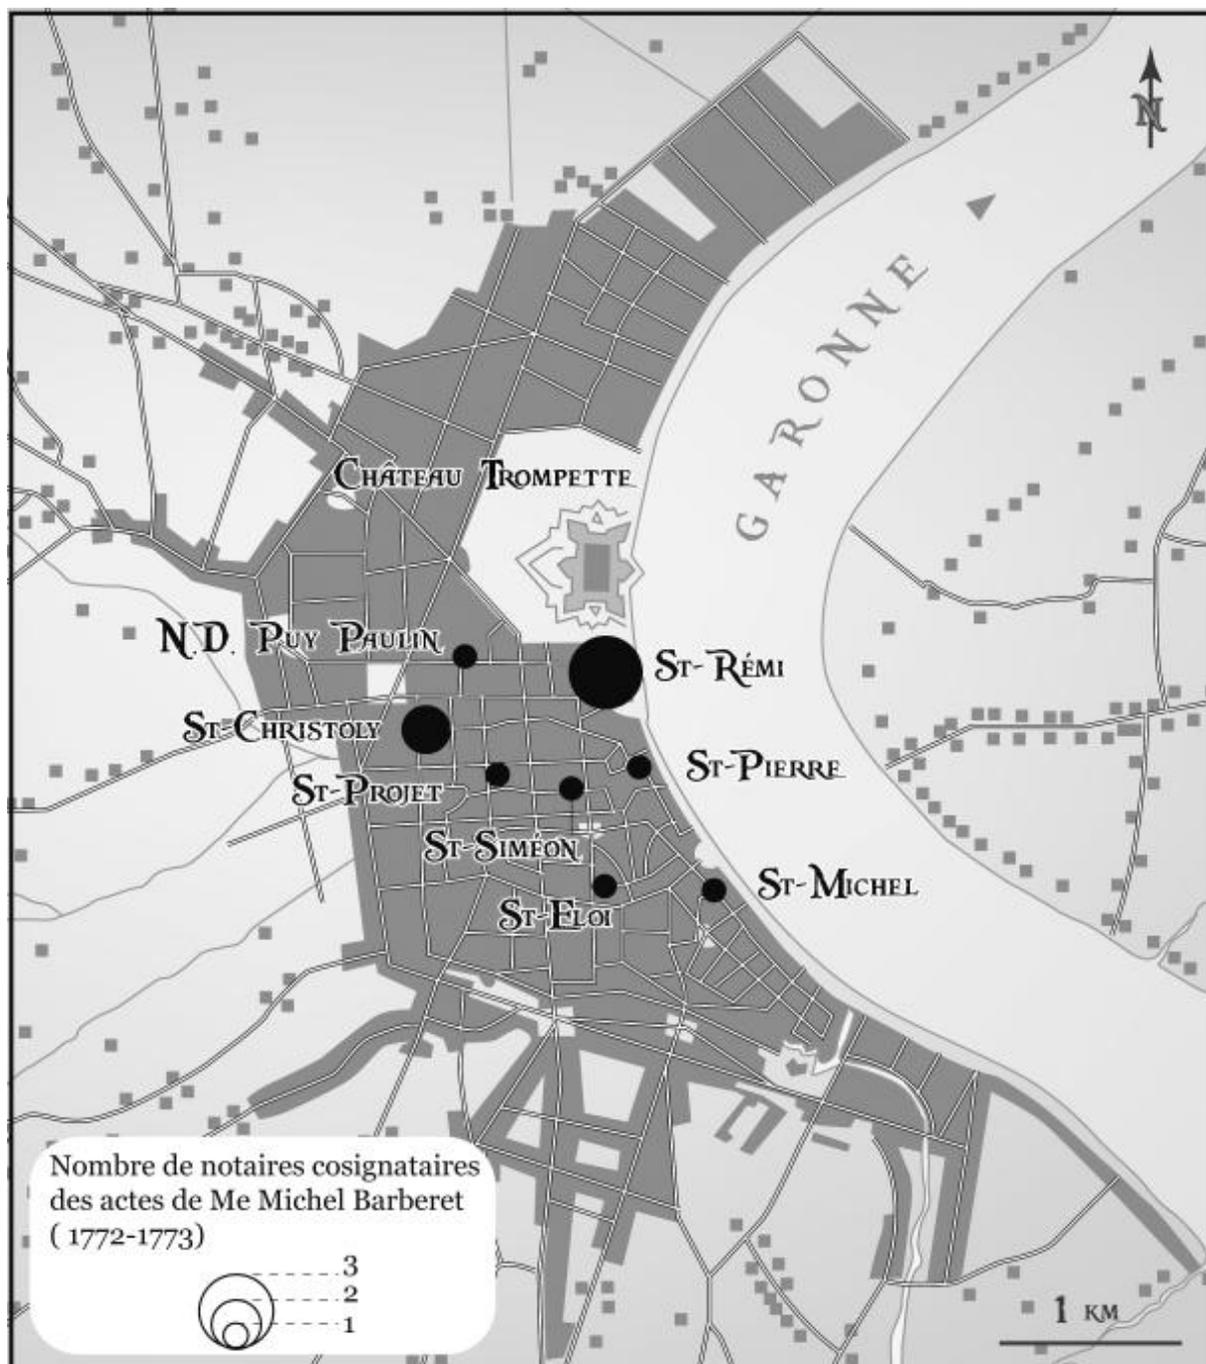 N
GARONNE
Château Trompette
N.D. Puy Paulin
St-Rémi
St-Christoly
St-Pierre
St-Projet
St-Siméon
St-Michel
St-Eloi
Nombre de notaires cosignataires
des actes de Me Michel Barberet
( 1772-1773)
3
2
1
1 km